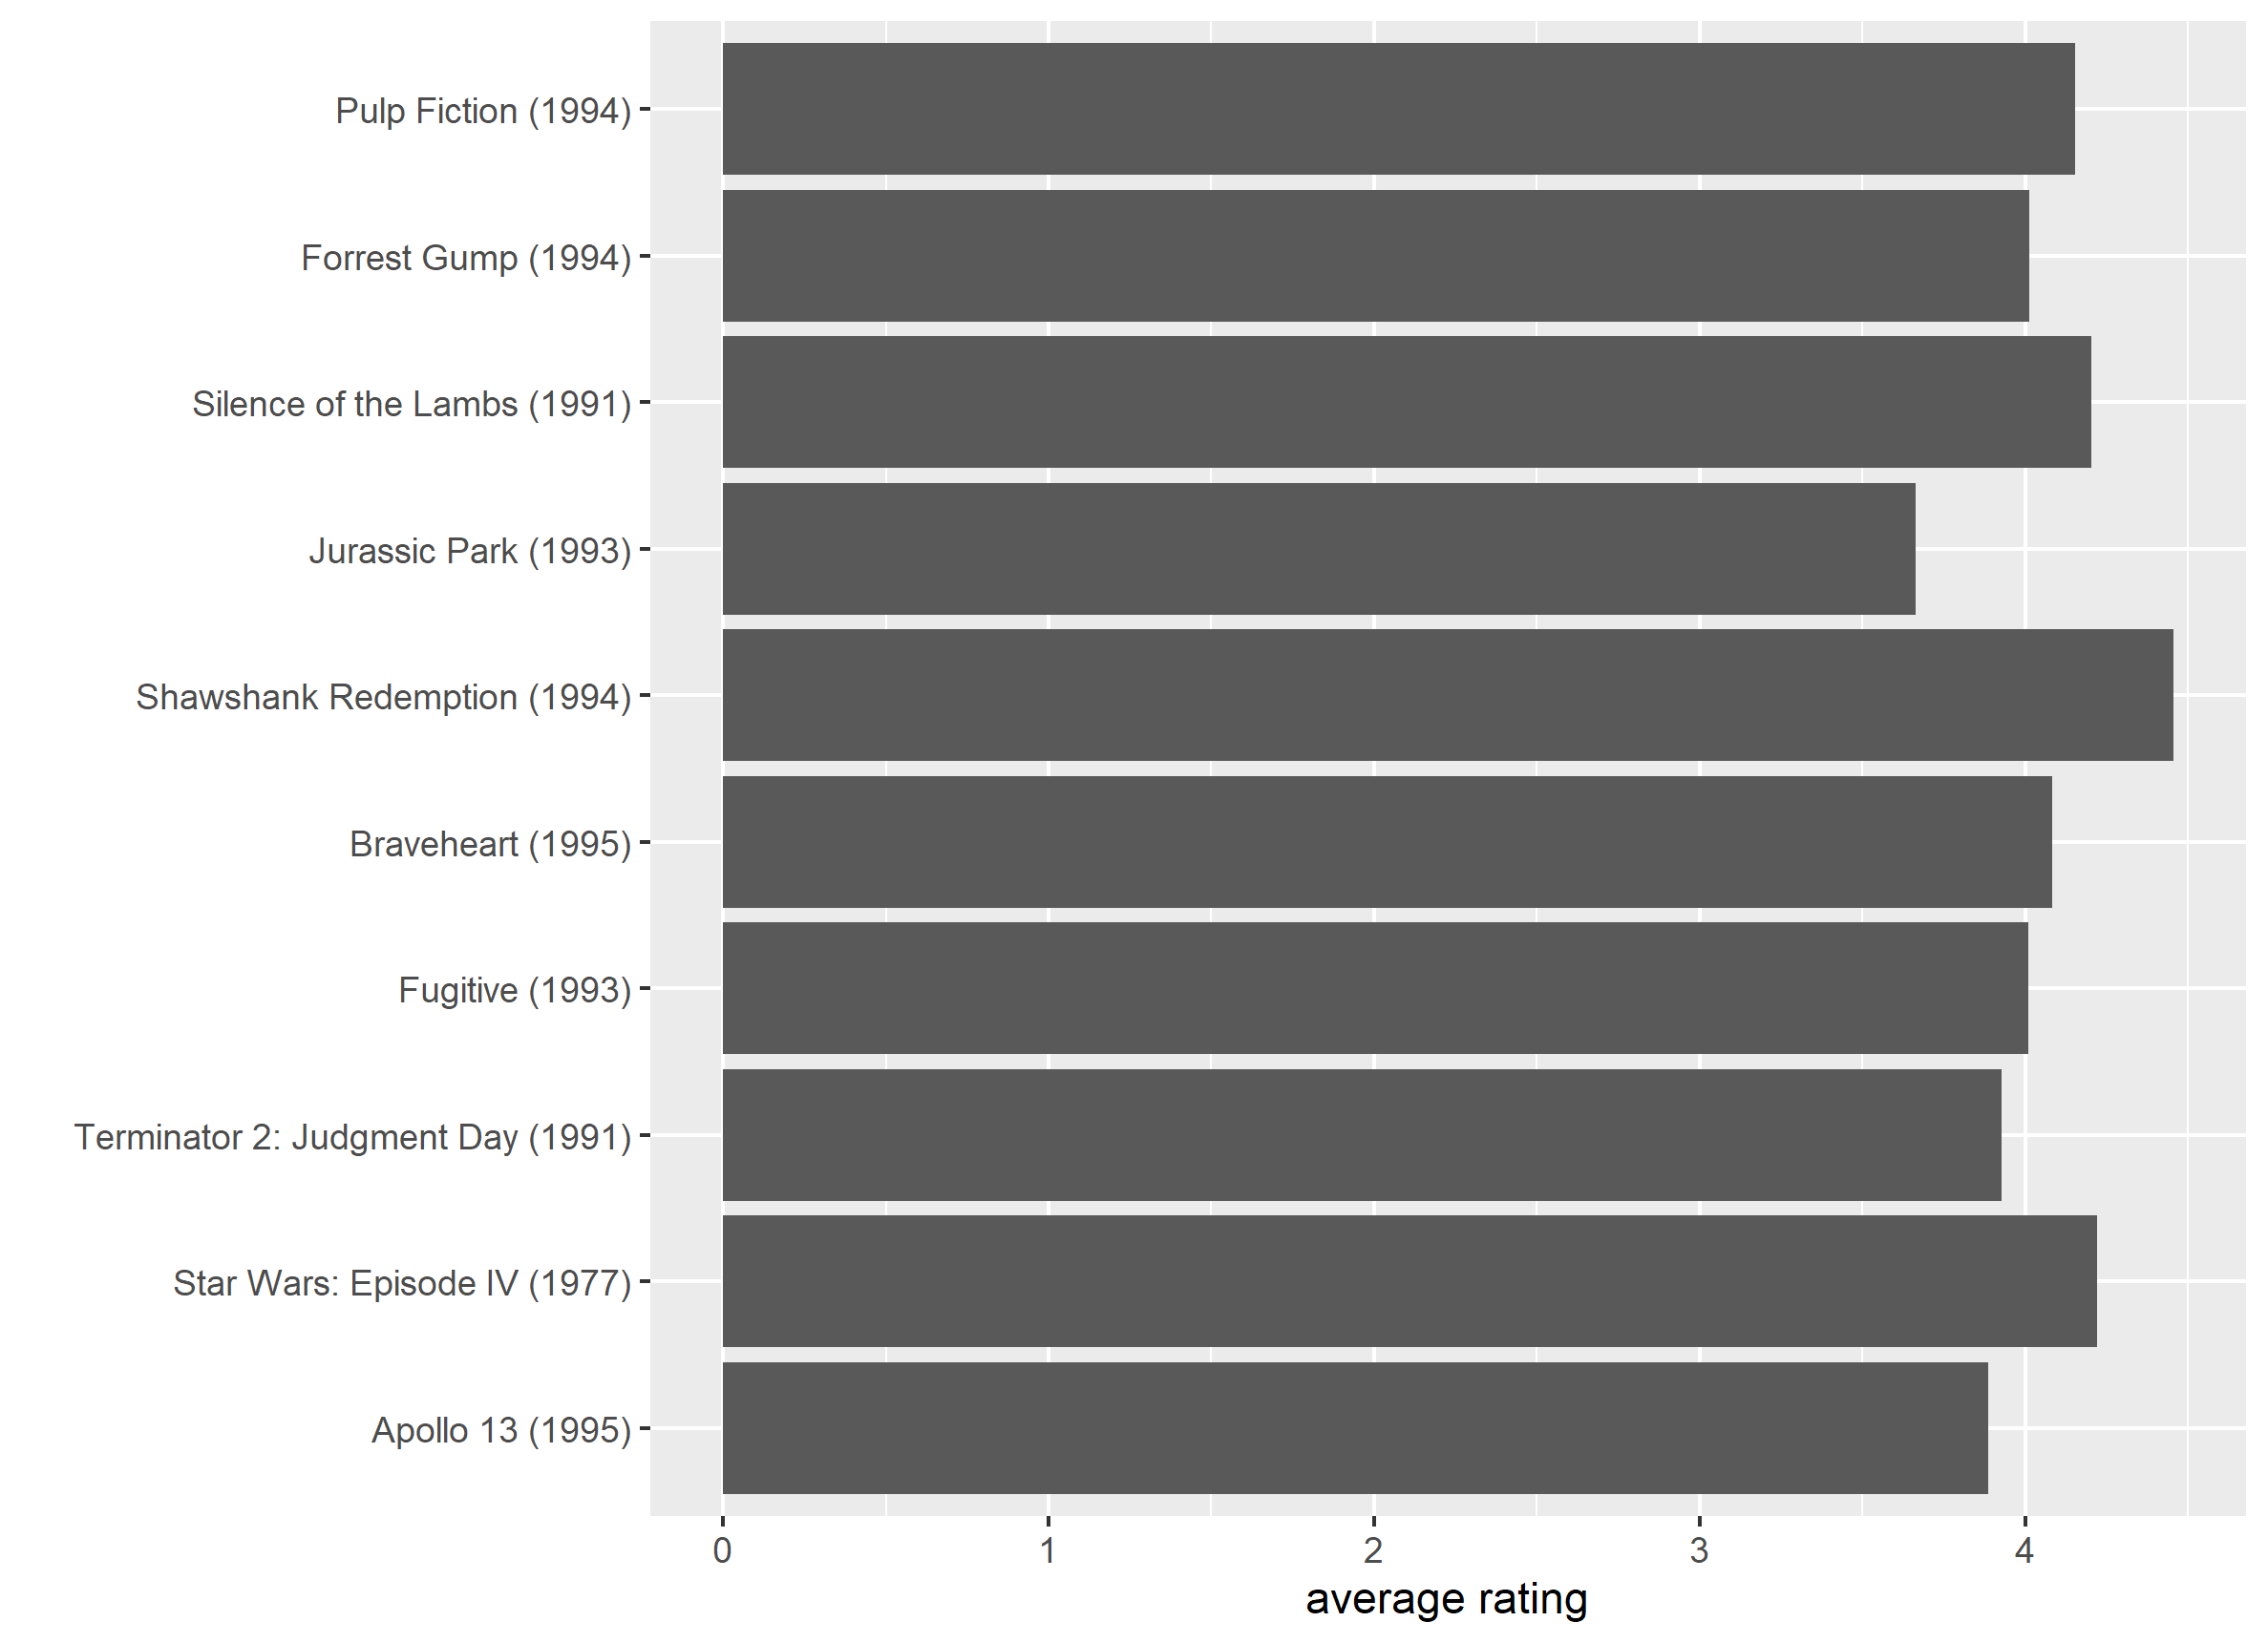 Pulp Fiction (1994)
Forrest Gump (1994)
Silence of the Lambs (1991)
Jurassic Park (1993)
Shawshank Redemption (1994)
Braveheart (1995)
Fugitive (1993)
Terminator 2: Judgment Day (1991)
Star Wars: Episode IV (1977)
Apollo 13 (1995)
0 1 2 3 4
average rating